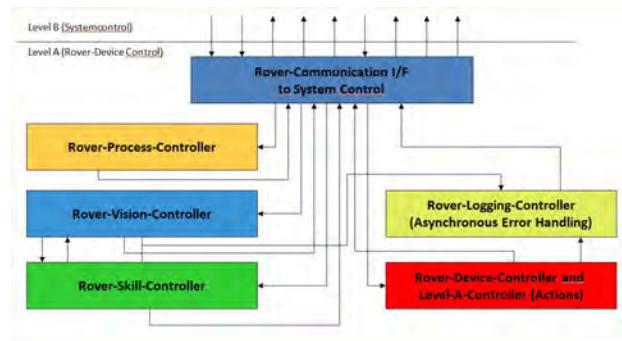 Level B (Systemcontrol)
Level A (Rover-Device Control)
Rover-Communication I/F
to System Control
Rover-Process-Controller
Rover-Vision-Controller
Rover-Logging-Controller
(Asynchronous Error Handling)
Rover-Skill-Controller
Rover-Device-Controller and
Level-A-Controller (Actions)